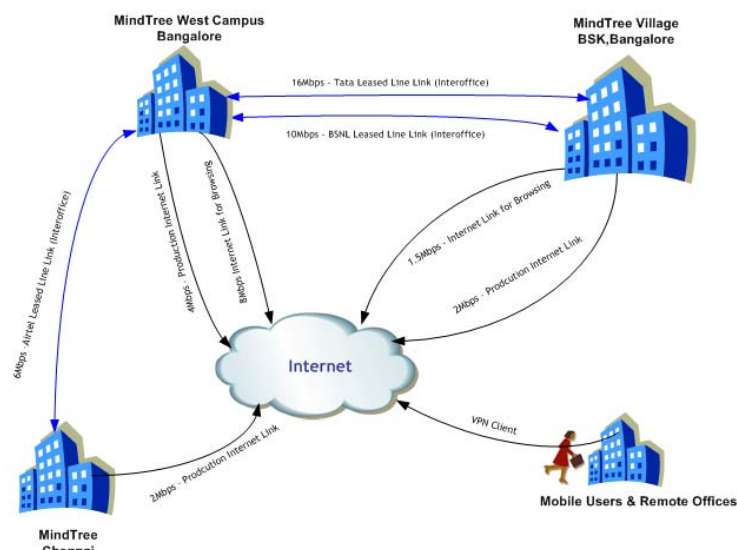 MindTree West Campus
Bangalore
MindTree Village
BSK,Bangalore
16Mbps - Tata Leased Line Link (Interoffice)
10Mbps - BSNL Leased Line Link (Interoffice)
6Mbps -Airtel Leased Line Link (Interoffice)
4Mbps - Production Internet Link
8Mbps Internet Link for Browsing
1.5Mbps - Internet Link for Browsing
2Mbps - Prodcution Internet Link
Internet
VPN Client
2Mbps - Prodcution Internet Link
Mobile Users & Remote Offices
MindTree
Chennai